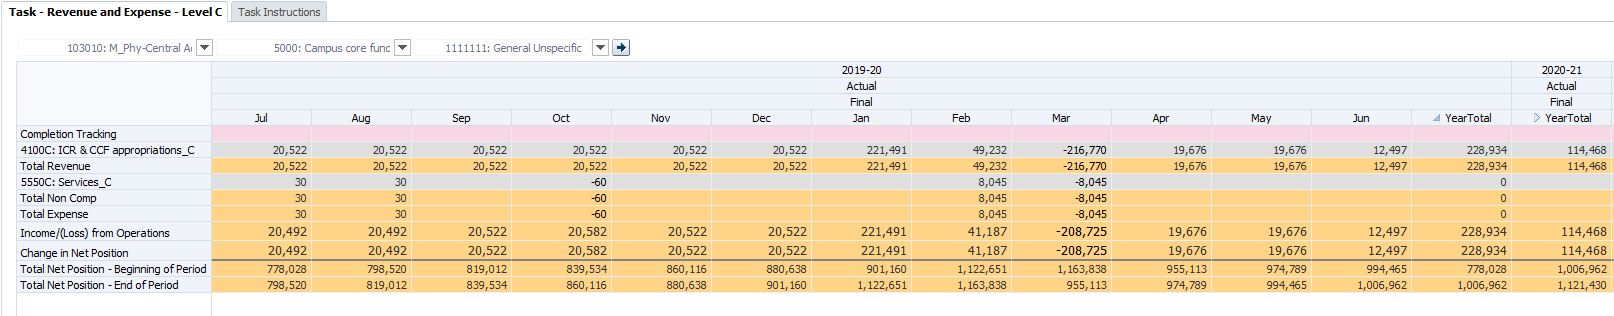 Task - Revenue and Expense - Level C Task Instructions
103010: M_Phy-Central A 5000: Campus core fund 1111111: General Unspecific
2019-20 2020-21
Actual Actual
Final Final
Jul Aug Sep Oct Nov Dec Jan Feb Mar Apr May Jun YearTotal YearTotal
Completion Tracking
4100C: ICR & CCF appropriations_C 20,522 20,522 20,522 20,522 20,522 20,522 221,491 49,232 -216,770 19,676 19,676 12,497 228,934 114,468
Total Revenue 20,522 20,522 20,522 20,522 20,522 20,522 221,491 49,232 -216,770 19,676 19,676 12,497 228,934 114,468
5550C: Services_C 30 30 -60 8,045 -8,045 0
Total Non Comp 30 30 -60 8,045 -8,045 0
Total Expense 30 30 -60 8,045 -8,045 0
Income/(Loss) from Operations 20,492 20,492 20,522 20,582 20,522 20,522 221,491 41,187 -208,725 19,676 19,676 12,497 228,934 114,468
Change in Net Position 20,492 20,492 20,522 20,582 20,522 20,522 221,491 41,187 -208,725 19,676 19,676 12,497 228,934 114,468
Total Net Position - Beginning of Period 778,028 798,520 819,012 839,534 860,116 880,638 901,160 1,122,651 1,163,838 955,113 974,789 994,465 778,028 1,006,962
Total Net Position - End of Period 798,520 819,012 839,534 860,116 880,638 901,160 1,122,651 1,163,838 955,113 974,789 994,465 1,006,962 1,006,962 1,121,430